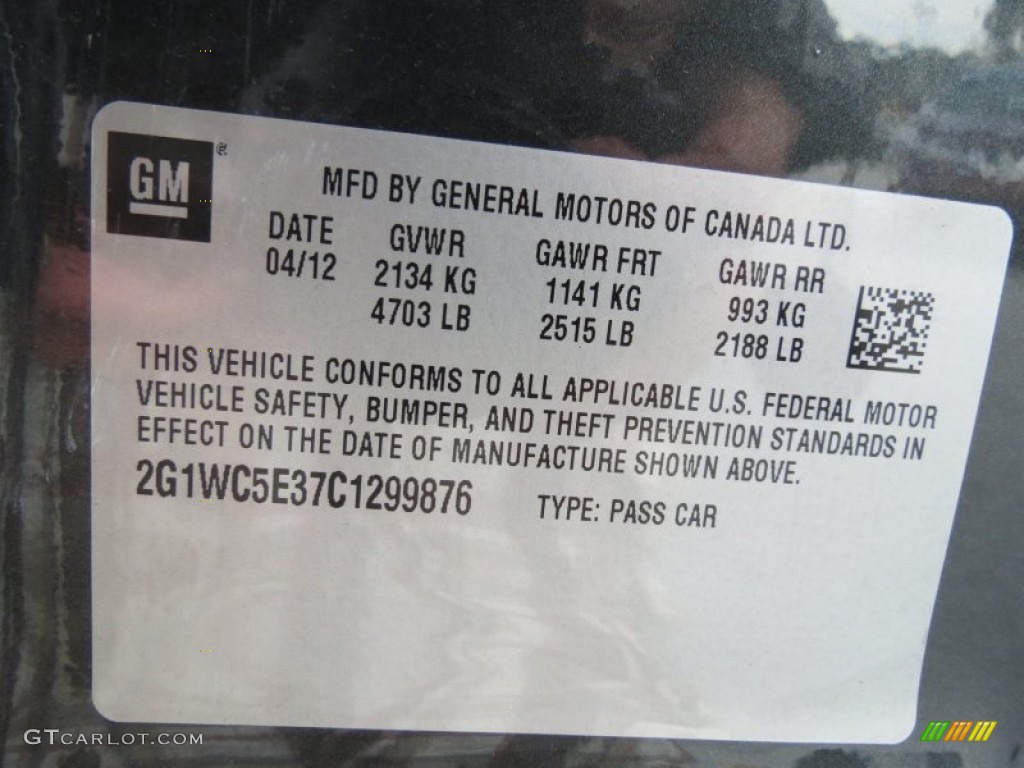 GM®
MFD BY GENERAL MOTORS OF CANADA LTD.
DATE GVWR GAWR FRT GAWR RR
04/12 2134 KG 1141 KG 993 KG
4703 LB 2515 LB 2188 LB
THIS VEHICLE CONFORMS TO ALL APPLICABLE U.S. FEDERAL MOTOR
VEHICLE SAFETY, BUMPER, AND THEFT PREVENTION STANDARDS IN
EFFECT ON THE DATE OF MANUFACTURE SHOWN ABOVE.
2G1WC5E37C1299876 TYPE: PASS CAR
GTCARLOT.COM